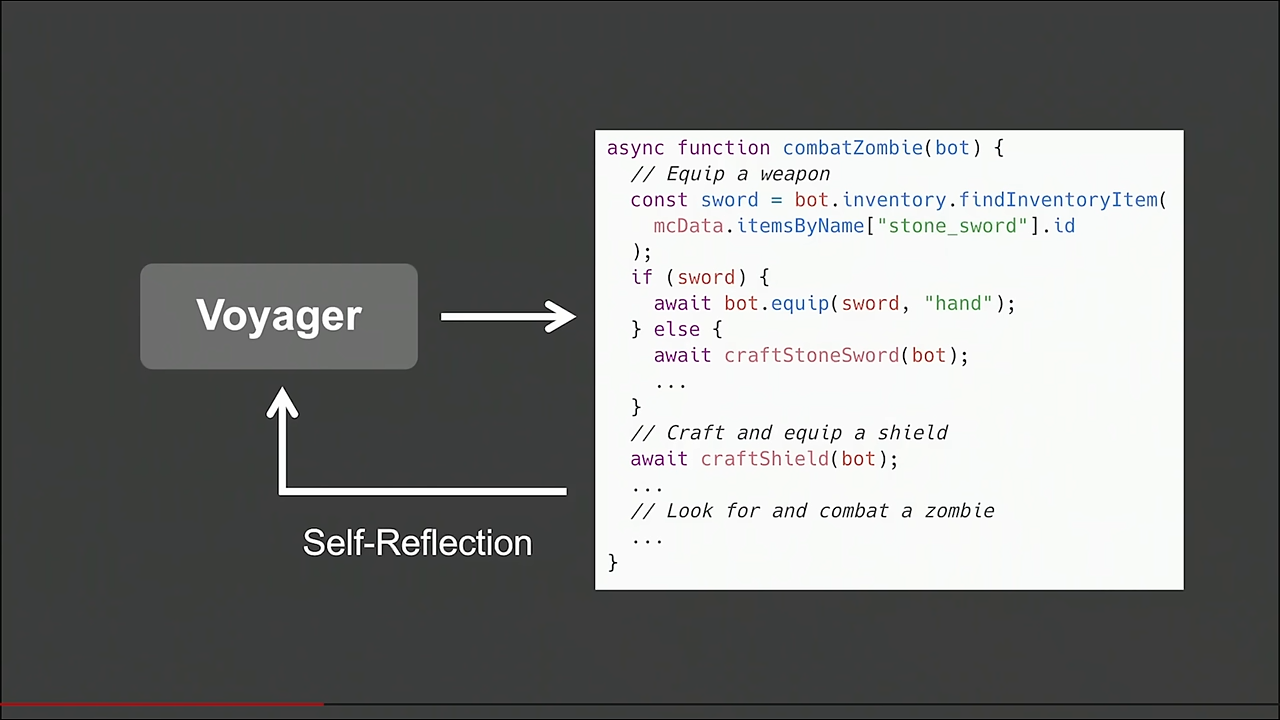 Voyager
Self-Reflection
async function combatZombie(bot) {
  // Equip a weapon
  const sword = bot.inventory.findInventoryItem(
    mcData.itemsByName["stone_sword"].id
  );
  if (sword) {
    await bot.equip(sword, "hand");
  } else {
    await craftStoneSword(bot);
    ...
  }
  // Craft and equip a shield
  await craftShield(bot);
  ...
  // Look for and combat a zombie
  ...
}